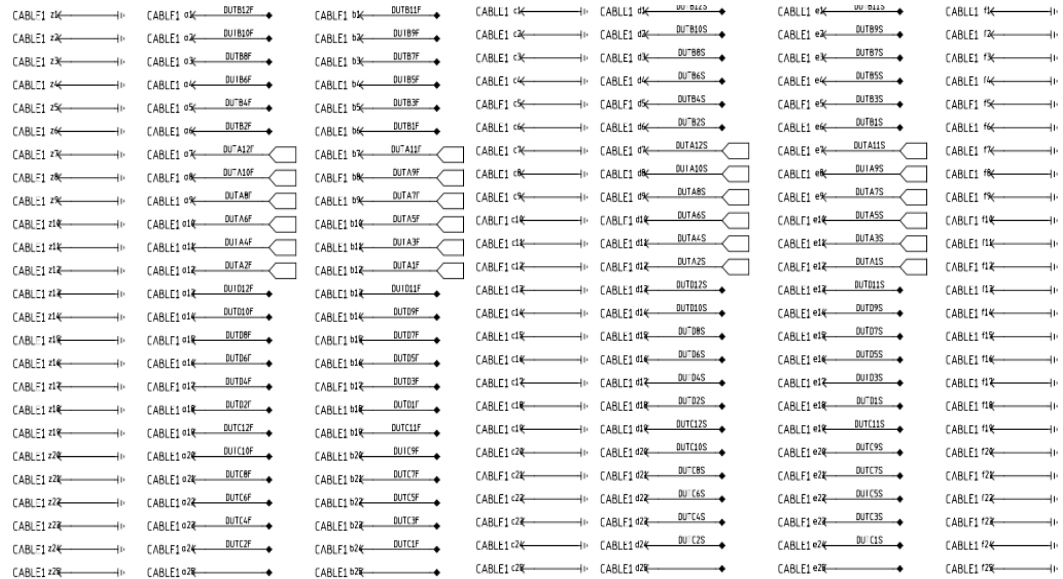 CABLE1 z1 CABLE1 a1 DUTB12F CABLE1 b1 DUTB11F CABLE1 c1 CABLE1 d1 DUTB12S CABLE1 e1 DUTB11S CABLE1 f1
CABLE1 z2 CABLE1 a2 DUTB10F CABLE1 b2 DUTB9F CABLE1 c2 CABLE1 d2 DUTB10S CABLE1 e2 DUTB9S CABLE1 f2
CABLE1 z3 CABLE1 a3 DUTB8F CABLE1 b3 DUTB7F CABLE1 c3 CABLE1 d3 DUTB8S CABLE1 e3 DUTB7S CABLE1 f3
CABLE1 z4 CABLE1 a4 DUTB6F CABLE1 b4 DUTB5F CABLE1 c4 CABLE1 d4 DUTB6S CABLE1 e4 DUTB5S CABLE1 f4
CABLE1 z5 CABLE1 a5 DUTB4F CABLE1 b5 DUTB3F CABLE1 c5 CABLE1 d5 DUTB4S CABLE1 e5 DUTB3S CABLE1 f5
CABLE1 z6 CABLE1 a6 DUTB2F CABLE1 b6 DUTB1F CABLE1 c6 CABLE1 d6 DUTB2S CABLE1 e6 DUTB1S CABLE1 f6
CABLE1 z7 CABLE1 a7 DUTA12F CABLE1 b7 DUTA11F CABLE1 c7 CABLE1 d7 DUTA12S CABLE1 e7 DUTA11S CABLE1 f7
CABLE1 z8 CABLE1 a8 DUTA10F CABLE1 b8 DUTA9F CABLE1 c8 CABLE1 d8 DUTA10S CABLE1 e8 DUTA9S CABLE1 f8
CABLE1 z9 CABLE1 a9 DUTA8F CABLE1 b9 DUTA7F CABLE1 c9 CABLE1 d9 DUTA8S CABLE1 e9 DUTA7S CABLE1 f9
CABLE1 z10 CABLE1 a10 DUTA6F CABLE1 b10 DUTA5F CABLE1 c10 CABLE1 d10 DUTA6S CABLE1 e10 DUTA5S CABLE1 f10
CABLE1 z11 CABLE1 a11 DUTA4F CABLE1 b11 DUTA3F CABLE1 c11 CABLE1 d11 DUTA4S CABLE1 e11 DUTA3S CABLE1 f11
CABLE1 z12 CABLE1 a12 DUTA2F CABLE1 b12 DUTA1F CABLE1 c12 CABLE1 d12 DUTA2S CABLE1 e12 DUTA1S CABLE1 f12
CABLE1 z13 CABLE1 a13 DUTD12F CABLE1 b13 DUTD11F CABLE1 c13 CABLE1 d13 DUTD12S CABLE1 e13 DUTD11S CABLE1 f13
CABLE1 z14 CABLE1 a14 DUTD10F CABLE1 b14 DUTD9F CABLE1 c14 CABLE1 d14 DUTD10S CABLE1 e14 DUTD9S CABLE1 f14
CABLE1 z15 CABLE1 a15 DUTD8F CABLE1 b15 DUTD7F CABLE1 c15 CABLE1 d15 DUTD8S CABLE1 e15 DUTD7S CABLE1 f15
CABLE1 z16 CABLE1 a16 DUTD6F CABLE1 b16 DUTD5F CABLE1 c16 CABLE1 d16 DUTD6S CABLE1 e16 DUTD5S CABLE1 f16
CABLE1 z17 CABLE1 a17 DUTD4F CABLE1 b17 DUTD3F CABLE1 c17 CABLE1 d17 DUTD4S CABLE1 e17 DUTD3S CABLE1 f17
CABLE1 z18 CABLE1 a18 DUTD2F CABLE1 b18 DUTD1F CABLE1 c18 CABLE1 d18 DUTD2S CABLE1 e18 DUTD1S CABLE1 f18
CABLE1 z19 CABLE1 a19 DUTC12F CABLE1 b19 DUTC11F CABLE1 c19 CABLE1 d19 DUTC12S CABLE1 e19 DUTC11S CABLE1 f19
CABLE1 z20 CABLE1 a20 DUTC10F CABLE1 b20 DUTC9F CABLE1 c20 CABLE1 d20 DUTC10S CABLE1 e20 DUTC9S CABLE1 f20
CABLE1 z21 CABLE1 a21 DUTC8F CABLE1 b21 DUTC7F CABLE1 c21 CABLE1 d21 DUTC8S CABLE1 e21 DUTC7S CABLE1 f21
CABLE1 z22 CABLE1 a22 DUTC6F CABLE1 b22 DUTC5F CABLE1 c22 CABLE1 d22 DUTC6S CABLE1 e22 DUTC5S CABLE1 f22
CABLE1 z23 CABLE1 a23 DUTC4F CABLE1 b23 DUTC3F CABLE1 c23 CABLE1 d23 DUTC4S CABLE1 e23 DUTC3S CABLE1 f23
CABLE1 z24 CABLE1 a24 DUTC2F CABLE1 b24 DUTC1F CABLE1 c24 CABLE1 d24 DUTC2S CABLE1 e24 DUTC1S CABLE1 f24
CABLE1 z25 CABLE1 a25 CABLE1 b25 CABLE1 c25 CABLE1 d25 CABLE1 e25 CABLE1 f25